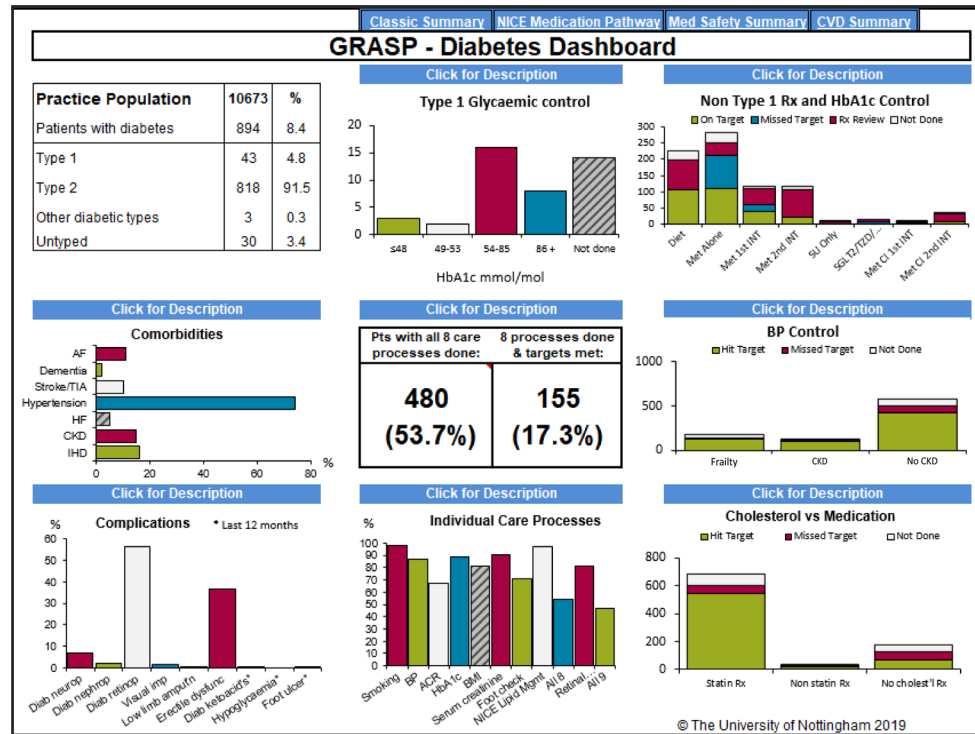 Classic Summary NICE Medication Pathway Med Safety Summary CVD Summary
GRASP - Diabetes Dashboard
Practice Population 10673 %
Patients with diabetes 894 8.4
Type 1 43 4.8
Type 2 818 91.5
Other diabetic types 3 0.3
Untyped 30 3.4
Click for Description
Type 1 Glycaemic control
20
15
10
5
0
≤48 49-53 54-85 86 + Not done
HbA1c mmol/mol
Click for Description
Non Type 1 Rx and HbA1c Control
On Target Missed Target Rx Review Not Done
300
250
200
150
100
50
0
Diet Met Alone Met 1st INT Met 2nd INT SU Only SGLT2/TZD/... Met CI 1st INT Met CI 2nd INT
Click for Description
Comorbidities
AF
Dementia
Stroke/TIA
Hypertension
HF
CKD
IHD
0 20 40 60 80 %
Click for Description
Pts with all 8 care 8 processes done
processes done: & targets met:
480 155
(53.7%) (17.3%)
Click for Description
BP Control
Hit Target Missed Target Not Done
1000
500
0
Frailty CKD No CKD
Click for Description
% Complications * Last 12 months
60
50
40
30
20
10
0
Diab neurop Diab nephrop Diab retinop Visual imp Low limb amput'n Erectile dysfunc Diab ketoacid's* Hypoglycaemia* Foot ulcer*
Click for Description
% Individual Care Processes
100
90
80
70
60
50
40
30
20
10
0
Smoking BP ACR HbA1c BMI Serum creatinine Foot check NICE Lipid Mgmt All 8 Retinal... All 9
Click for Description
Cholesterol vs Medication
Hit Target Missed Target Not Done
800
600
400
200
0
Statin Rx Non statin Rx No cholest'l Rx
© The University of Nottingham 2019